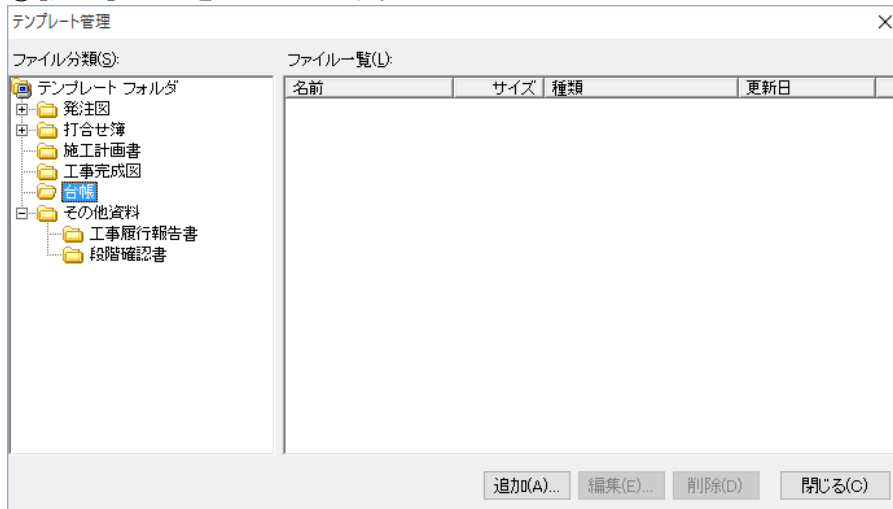 テンプレート管理
ファイル分類(S):
ファイル一覧(L):
テンプレート フォルダ
発注図
打合せ簿
施工計画書
工事完成図
台帳
その他資料
工事履行報告書
段階確認書
名前 サイズ 種類 更新日
追加(A)... 編集(E)... 削除(D) 閉じる(C)